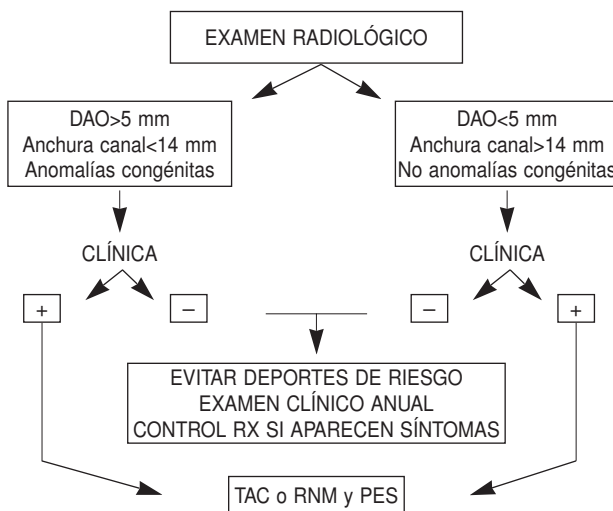 EXAMEN RADIOLÓGICO
DAO>5 mm
Anchura canal<14 mm
Anomalías congénitas
DAO<5 mm
Anchura canal>14 mm
No anomalías congénitas
CLÍNICA
CLÍNICA
+
–
–
+
EVITAR DEPORTES DE RIESGO
EXAMEN CLÍNICO ANUAL
CONTROL RX SI APARECEN SÍNTOMAS
TAC o RNM y PES